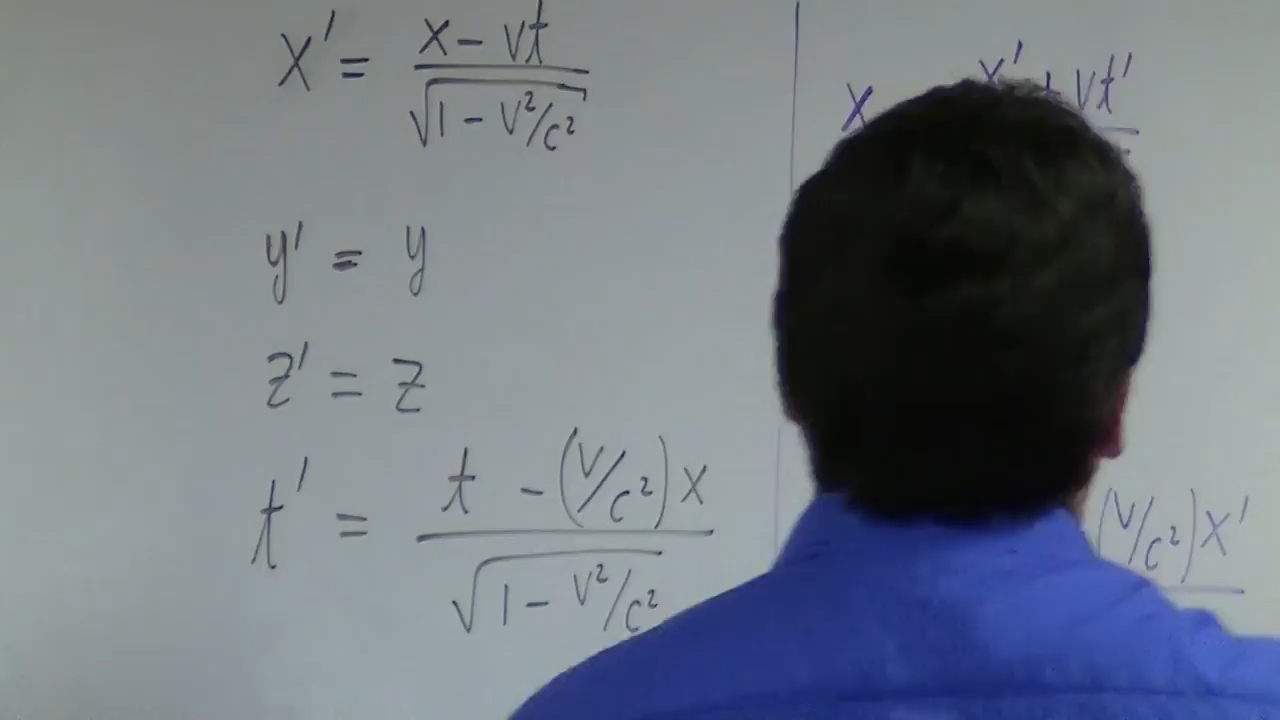 x' = (x - vt) / √(1 - v²/c²)
y' = y
z' = z
t' = (t - (v/c²)x) / √(1 - v²/c²)
x x' + vt'
(v/c²)x'